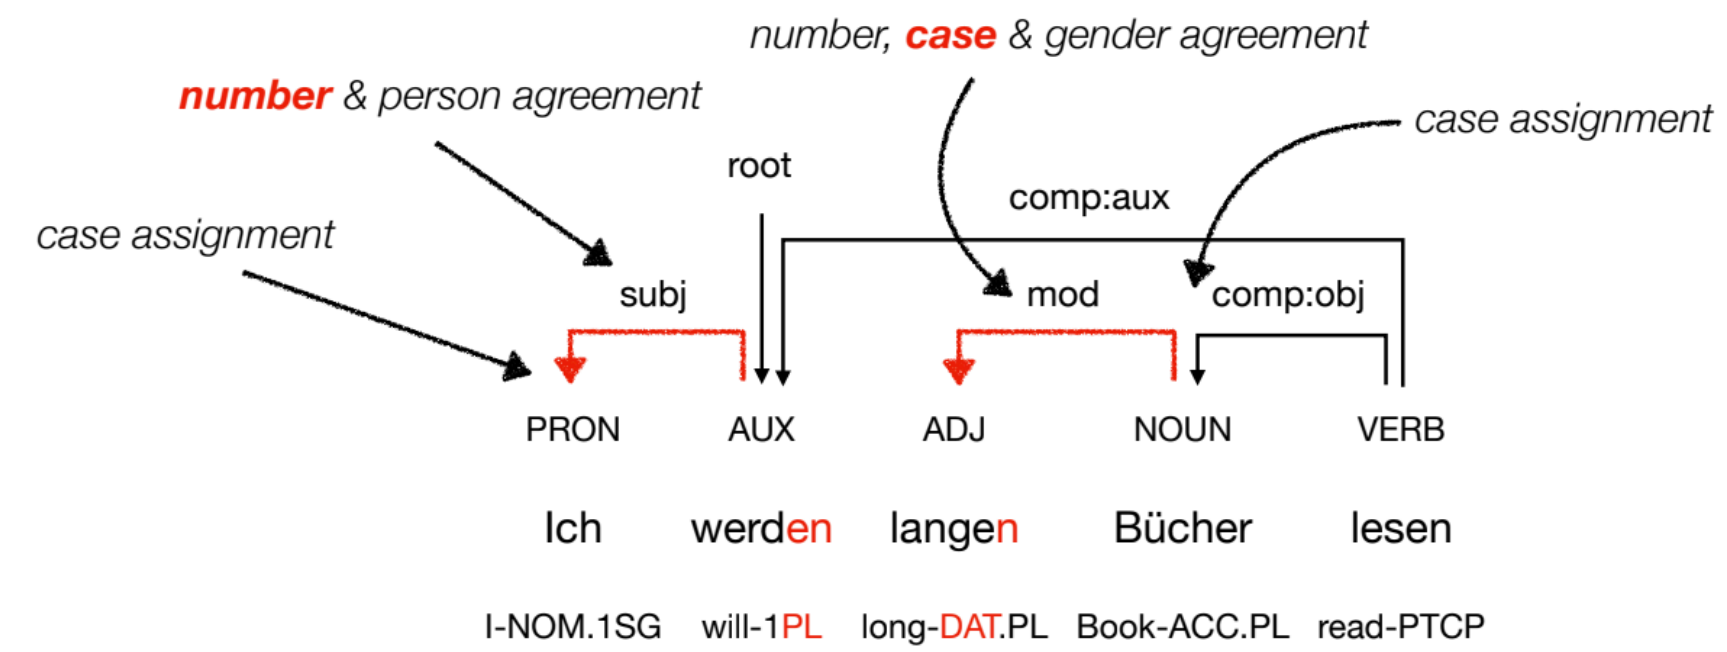 number, case & gender agreement
number & person agreement
case assignment
root
comp:aux
case assignment
subj
mod
comp:obj
PRON AUX ADJ NOUN VERB
Ich werden langen Bücher lesen
I-NOM.1SG will-1PL long-DAT.PL Book-ACC.PL read-PTCP